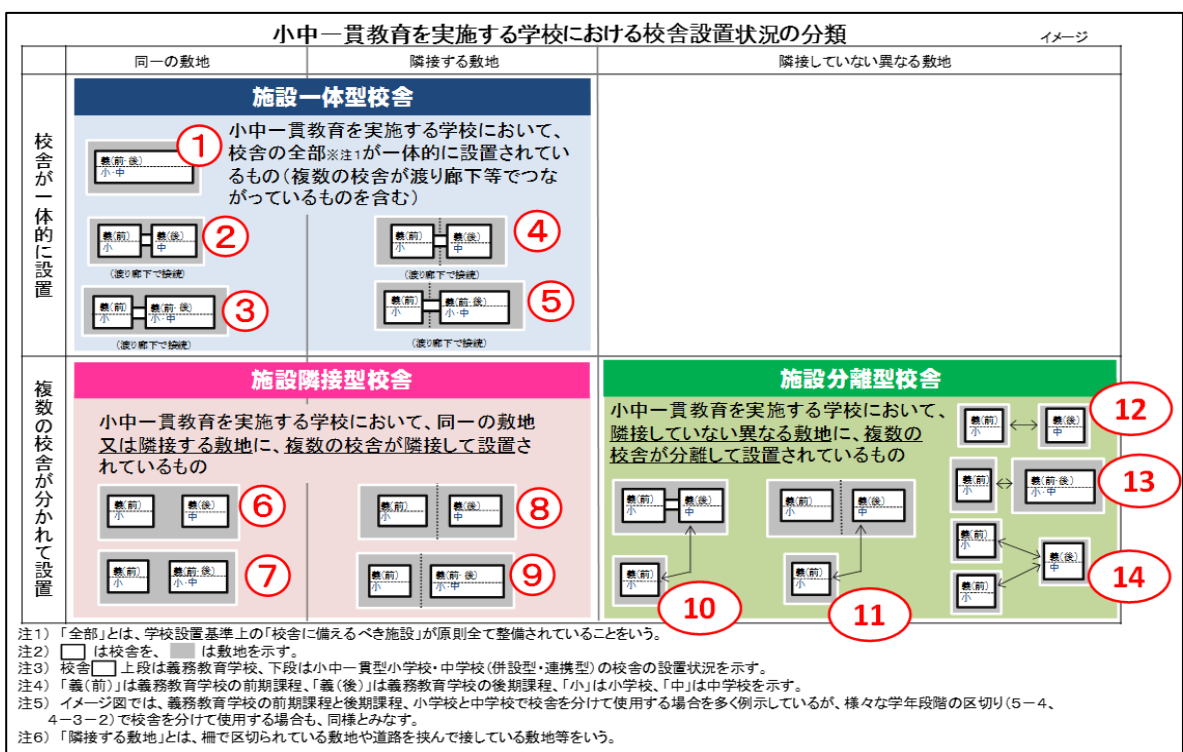 小中一貫教育を実施する学校における校舎設置状況の分類
イメージ
同一の敷地
隣接する敷地
隣接していない異なる敷地
校舎が一体的に設置
施設一体型校舎
小中一貫教育を実施する学校において、
校舎の全部※注1が一体的に設置されてい
るもの（複数の校舎が渡り廊下等でつな
がっているものを含む）
①
義(前・後)
小・中
②
義(前)
小
義(後)
中
(渡り廊下で接続)
③
義(前)
小
義(前・後)
小・中
(渡り廊下で接続)
④
義(前)
小
義(後)
中
(渡り廊下で接続)
⑤
義(前)
小
義(前・後)
小・中
(渡り廊下で接続)
複数の校舎が分かれて設置
施設隣接型校舎
小中一貫教育を実施する学校において、同一の敷地
又は隣接する敷地に、複数の校舎が隣接して設置さ
れているもの
義(前)
小
義(後)
中
⑥
義(前)
小
義(前・後)
小・中
⑦
義(前)
小
義(後)
中
⑧
義(前)
小
義(前・後)
小・中
⑨
施設分離型校舎
小中一貫教育を実施する学校において、
隣接していない異なる敷地に、複数の
校舎が分離して設置されているもの
義(前)
小
義(後)
中
義(前)
小
10
義(前)
小
義(後)
中
義(前)
小
11
義(前)
小
義(後)
中
12
義(前)
小
義(前・後)
小・中
13
義(前)
小
義(前)
小
義(後)
中
14
注1）「全部」とは、学校設置基準上の「校舎に備えるべき施設」が原則全て整備されていることをいう。
注2） は校舎を、 は敷地を示す。
注3） 校舎 上段は義務教育学校、下段は小中一貫型小学校・中学校(併設型・連携型)の校舎の設置状況を示す。
注4）「義(前)」は義務教育学校の前期課程、「義(後)」は義務教育学校の後期課程、「小」は小学校、「中」は中学校を示す。
注5）イメージ図では、義務教育学校の前期課程と後期課程、小学校と中学校で校舎を分けて使用する場合を多く例示しているが、様々な学年段階の区切り(5－4、
4－3－2)で校舎を分けて使用する場合も、同様とみなす。
注6）「隣接する敷地」とは、柵で区切られている敷地や道路を挟んで接している敷地等をいう。